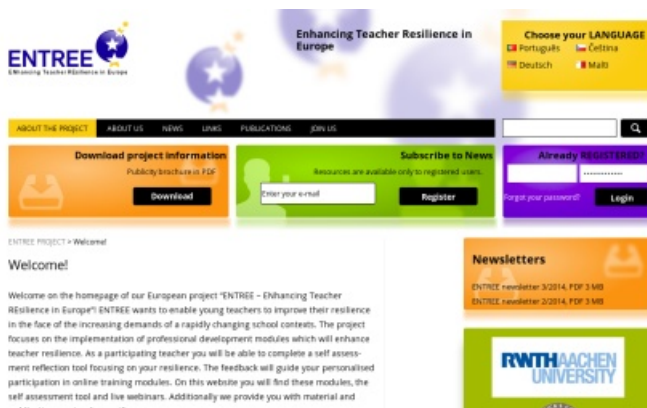 ENTREE
ENhancing Teacher REsilience in Europe
Enhancing Teacher Resilience in
Europe
Choose your LANGUAGE
Português Čeština
Deutsch Malti
ABOUT THE PROJECT ABOUT US NEWS LINKS PUBLICATIONS JOIN US
Download project information
Publicity brochure in PDF
Download
Subscribe to News
Resources are available only to registered users.
Enter your e-mail
Register
Already REGISTERED?
Forgot your password?
Login
ENTREE PROJECT > Welcome!
Welcome!
Welcome on the homepage of our European project "ENTREE – ENhancing Teacher
REsilience in Europe"! ENTREE wants to enable young teachers to improve their resilience
in the face of the increasing demands of a rapidly changing school contexts. The project
focuses on the implementation of professional development modules which will enhance
teacher resilience. As a participating teacher you will be able to complete a self assess-
ment reflection tool focusing on your resilience. The feedback will guide your personalised
participation in online training modules. On this website you will find these modules, the
self assessment tool and live webinars. Additionally we provide you with material and
Newsletters
ENTREE newsletter 3/2014, PDF 3 MB
ENTREE newsletter 2/2014, PDF 3 MB
RWTHAACHEN
UNIVERSITY